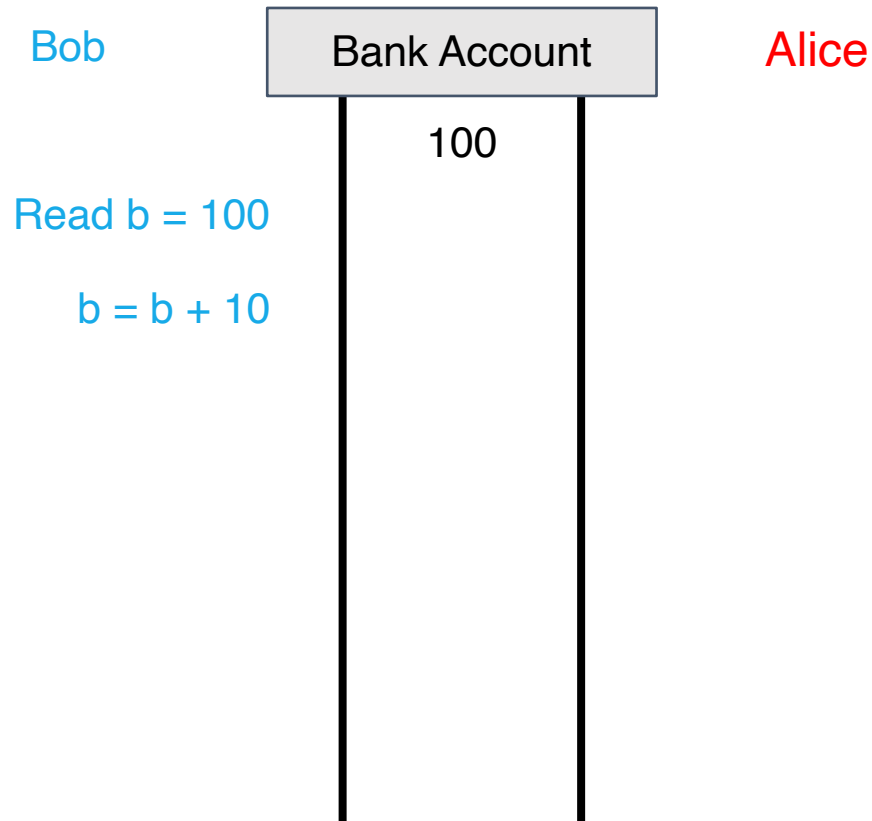 Bob
Bank Account
Alice
100
Read b = 100
b = b + 10